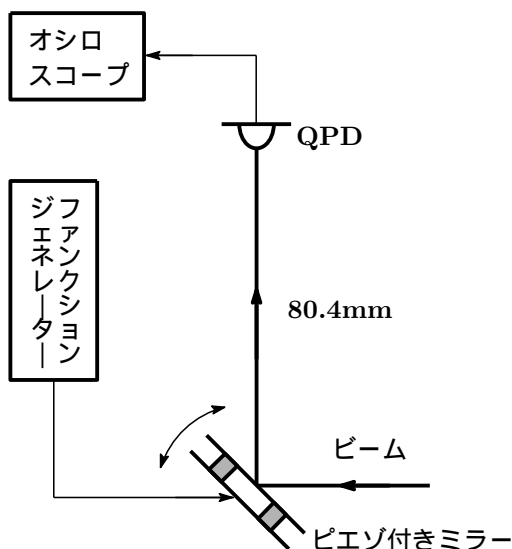 オシロ
スコープ
QPD
ファンクション
ジェネレーター
80.4mm
ビーム
ピエゾ付きミラー